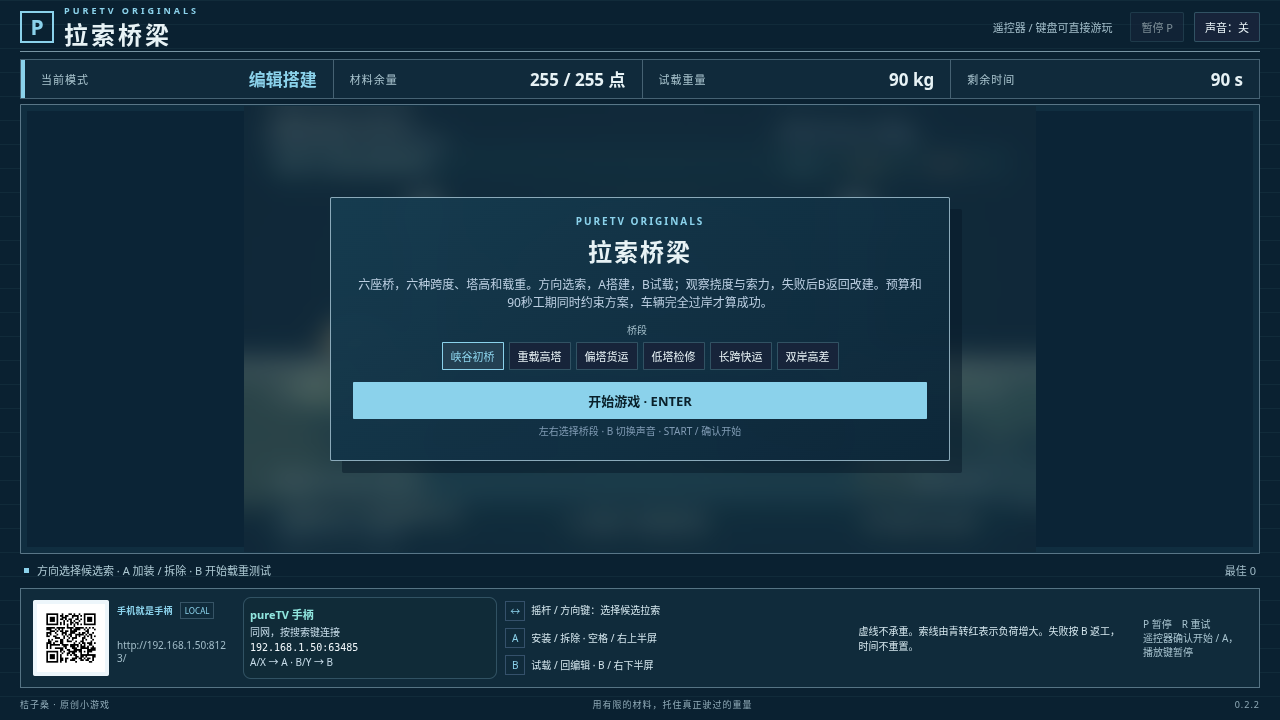 P
PURETV ORIGINALS
拉索桥梁
遥控器 / 键盘可直接游玩
暂停 P
声音：关
当前模式
编辑搭建
材料余量
255 / 255 点
试载重量
90 kg
剩余时间
90 s
PURETV ORIGINALS
拉索桥梁
六座桥，六种跨度、塔高和载重。方向选索，A搭建，B试载；观察挠度与索力，失败后B返回改建。预算和
90秒工期同时约束方案，车辆完全过岸才算成功。
桥段
峡谷初桥
重载高塔
偏塔货运
低塔检修
长跨快运
双岸高差
开始游戏 · ENTER
左右选择桥段 · B 切换声音 · START / 确认开始
方向选择候选索 · A 加装 / 拆除 · B 开始载重测试
最佳 0
手机就是手柄
LOCAL
http://192.168.1.50:812
3/
pureTV 手柄
同网，按搜索键连接
192.168.1.50:63485
A/X → A · B/Y → B
↔
摇杆 / 方向键：选择候选拉索
A
安装 / 拆除 · 空格 / 右上半屏
B
试载 / 回编辑 · B / 右下半屏
虚线不承重。索线由青转红表示负荷增大。失败按 B 返工，
时间不重置。
P 暂停 R 重试
遥控器确认开始 / A，
播放键暂停
桔子桑 · 原创小游戏
用有限的材料，托住真正驶过的重量
0.2.2